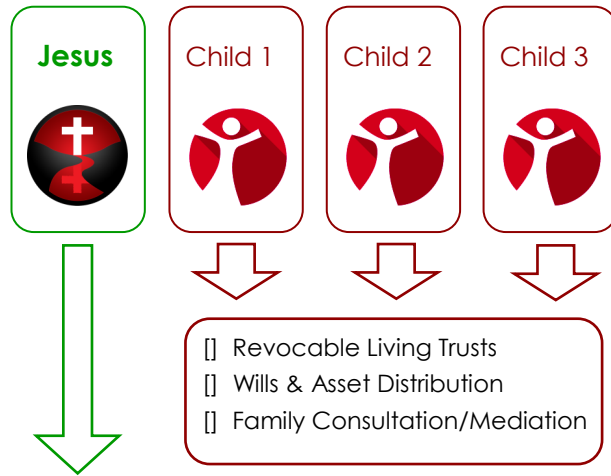 Jesus
Child 1
Child 2
Child 3
[] Revocable Living Trusts
[] Wills & Asset Distribution
[] Family Consultation/Mediation